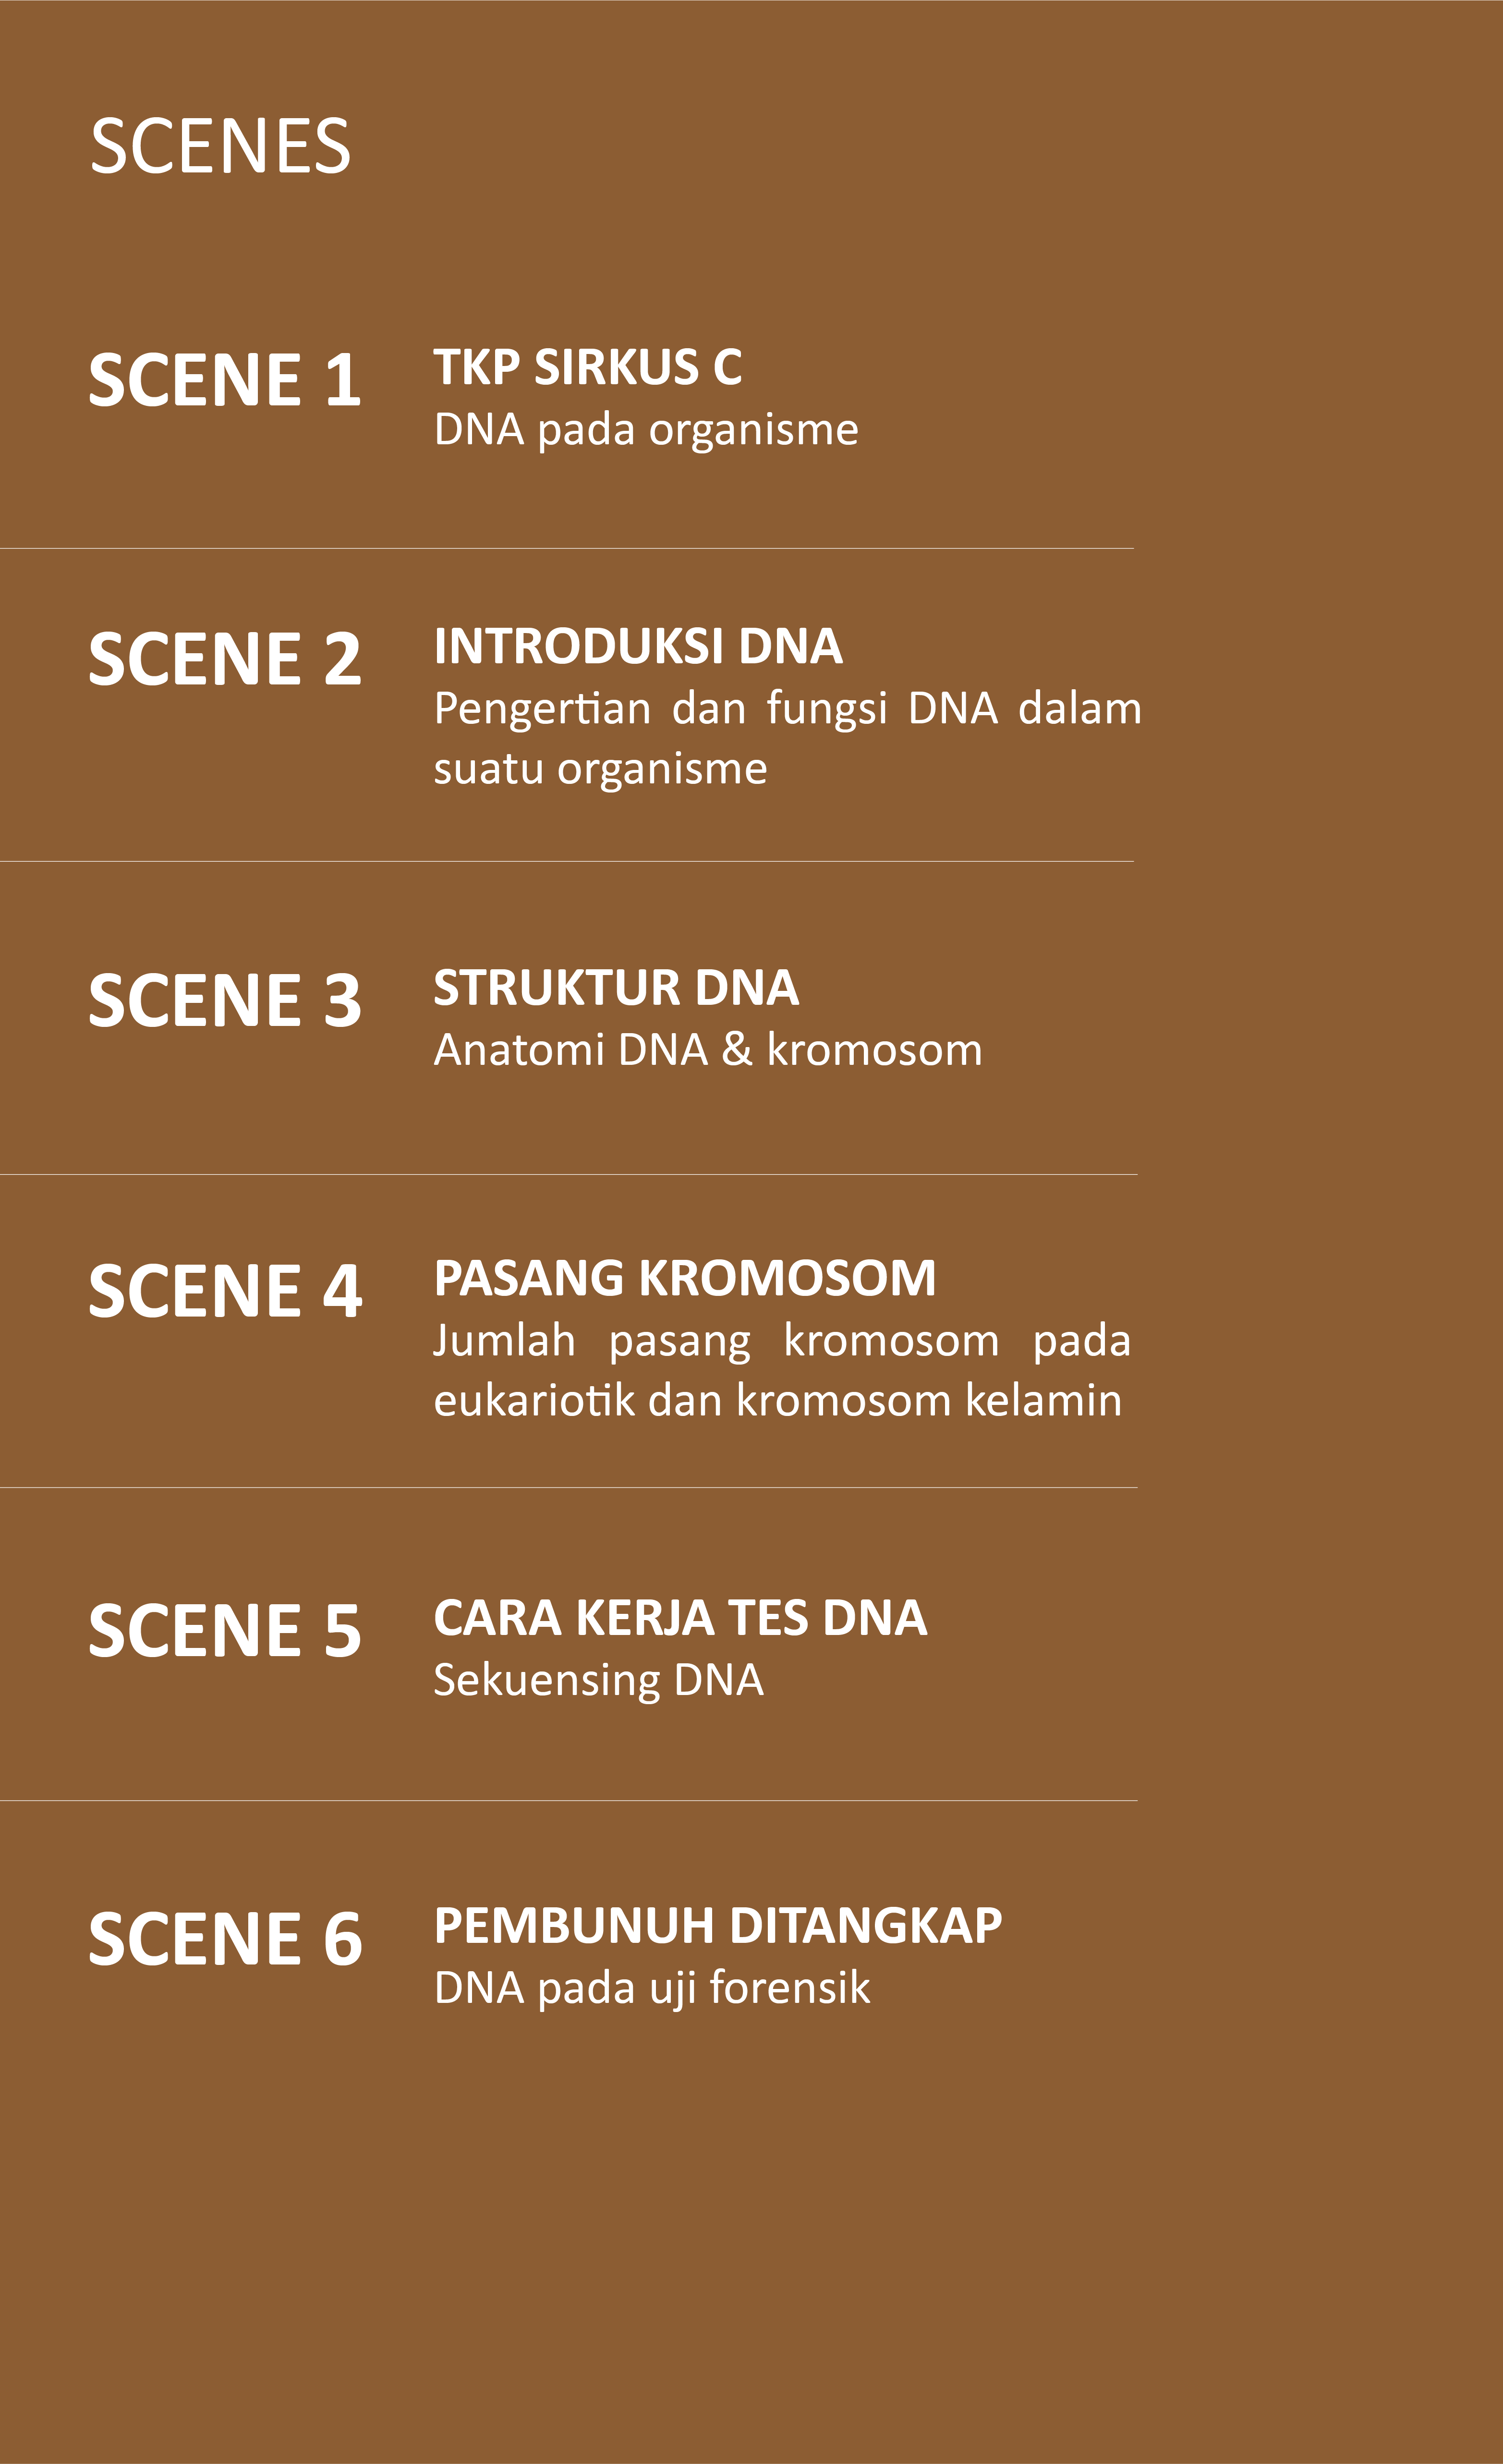 SCENES
SCENE 1
TKP SIRKUS C
DNA pada organisme
SCENE 2
INTRODUKSI DNA
Pengertian dan fungsi DNA dalam
suatu organisme
SCENE 3
STRUKTUR DNA
Anatomi DNA & kromosom
SCENE 4
PASANG KROMOSOM
Jumlah pasang kromosom pada
eukariotik dan kromosom kelamin
SCENE 5
CARA KERJA TES DNA
Sekuensing DNA
SCENE 6
PEMBUNUH DITANGKAP
DNA pada uji forensik